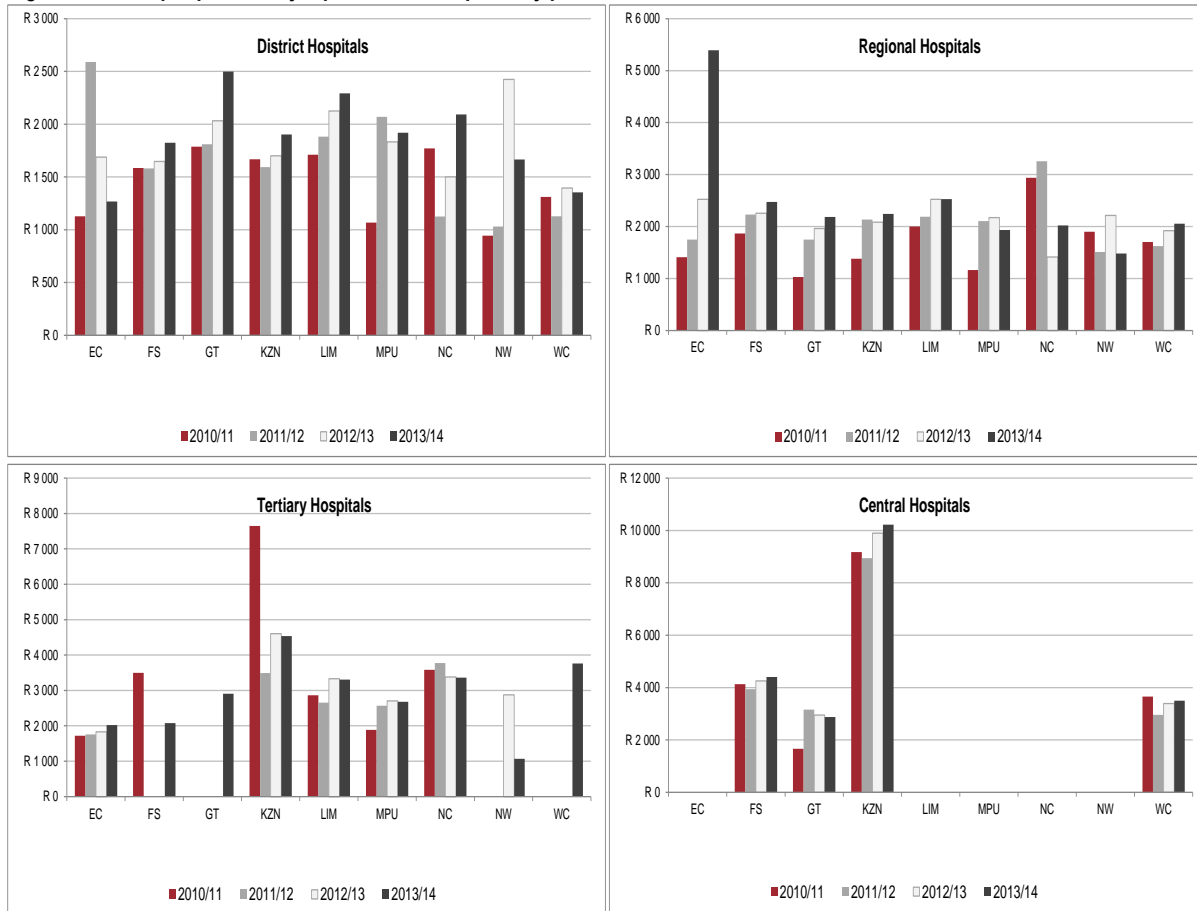 District Hospitals
R 3 000
R 2 500
R 2 000
R 1 500
R 1 000
R 500
R 0
EC FS GT KZN LIM MPU NC NW WC
2010/11 2011/12 2012/13 2013/14
Regional Hospitals
R 6 000
R 5 000
R 4 000
R 3 000
R 2 000
R 1 000
R 0
EC FS GT KZN LIM MPU NC NW WC
2010/11 2011/12 2012/13 2013/14
Tertiary Hospitals
R 9 000
R 8 000
R 7 000
R 6 000
R 5 000
R 4 000
R 3 000
R 2 000
R 1 000
R 0
EC FS GT KZN LIM MPU NC NW WC
2010/11 2011/12 2012/13 2013/14
Central Hospitals
R 12 000
R 10 000
R 8 000
R 6 000
R 4 000
R 2 000
R 0
EC FS GT KZN LIM MPU NC NW WC
2010/11 2011/12 2012/13 2013/14